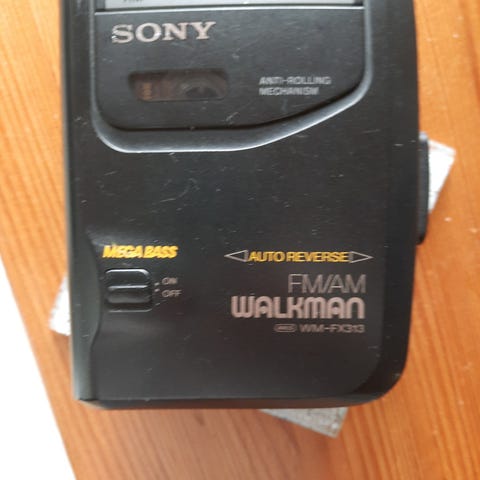 SONY
ANTI-ROLLING
MECHANISM
MEGA BASS
ON
OFF
AUTO REVERSE
FM/AM
WALKMAN
WM-FX313